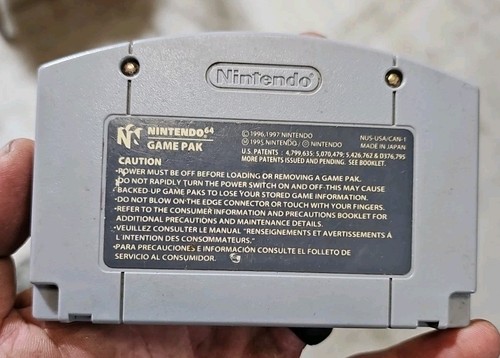 Nintendo
NINTENDO 64
GAME PAK
©1996,1997 NINTENDO
Ⓜ 1995 NINTENDO / Ⓓ NINTENDO
NUS-USA/CAN-1
MADE IN JAPAN
U.S. PATENTS : 4,799,635; 5,070,479; 5,426,762 & D376,795
MORE PATENTS ISSUED AND PENDING. SEE BOOKLET.
CAUTION
•POWER MUST BE OFF BEFORE LOADING OR REMOVING A GAME PAK.
•DO NOT RAPIDLY TURN THE POWER SWITCH ON AND OFF THIS MAY CAUSE
BACKED-UP GAME PAKS TO LOSE YOUR STORED GAME INFORMATION.
•DO NOT BLOW ON THE EDGE CONNECTOR OR TOUCH WITH YOUR FINGERS.
•REFER TO THE CONSUMER INFORMATION AND PRECAUTIONS BOOKLET FOR
ADDITIONAL PRECAUTIONS AND MAINTENANCE DETAILS.
•VEUILLEZ CONSULTER LE MANUAL "RENSEIGNEMENTS ET AVERTISSEMENTS A
L´INTENTION DES CONSOMMATEURS."
•PARA PRECAUCIONES E INFORMACION CONSULTE EL FOLLETO DE
SERVICIO AL CONSUMIDOR.